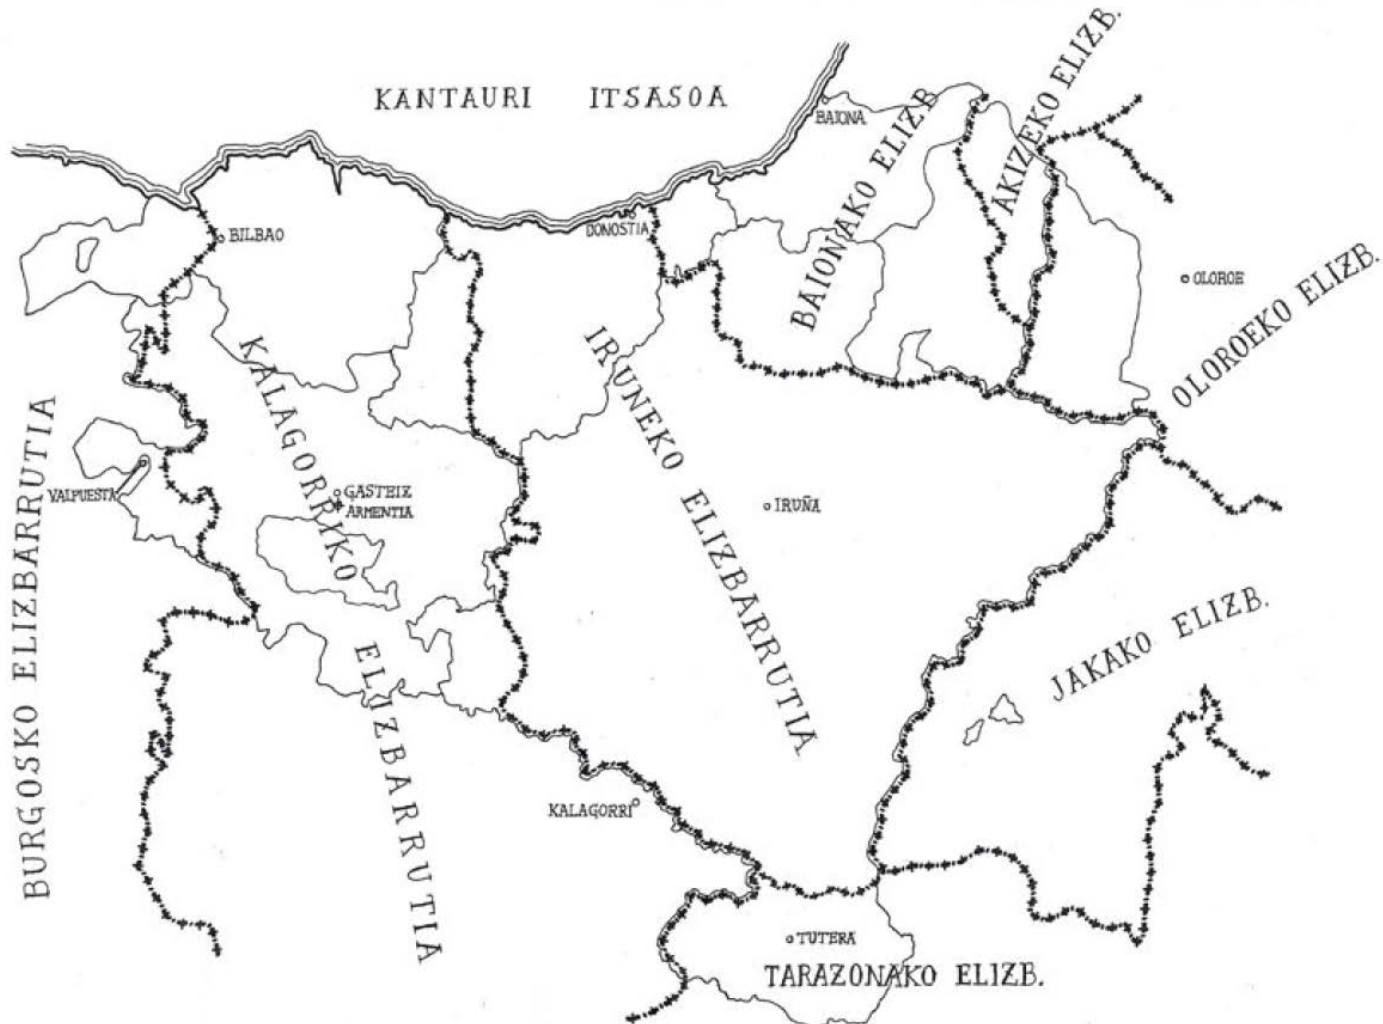 KANTAURI ITSASOA
BAIONA
BAIONAKO ELIZB
AKIZEKO ELIZB.
BILBAO
DONOSTIA
OLOROE
OLOROEKO ELIZB.
KALAGORRIKO ELIZBARRUTIA
IRUNEKO ELIZBARRUTIA
BURGOSKO ELIZBARRUTIA
VALPUESTA
GASTEIZ
ARMENTIA
IRUÑA
JAKAKO ELIZB.
KALAGORRI
TUTERA
TARAZONAKO ELIZB.